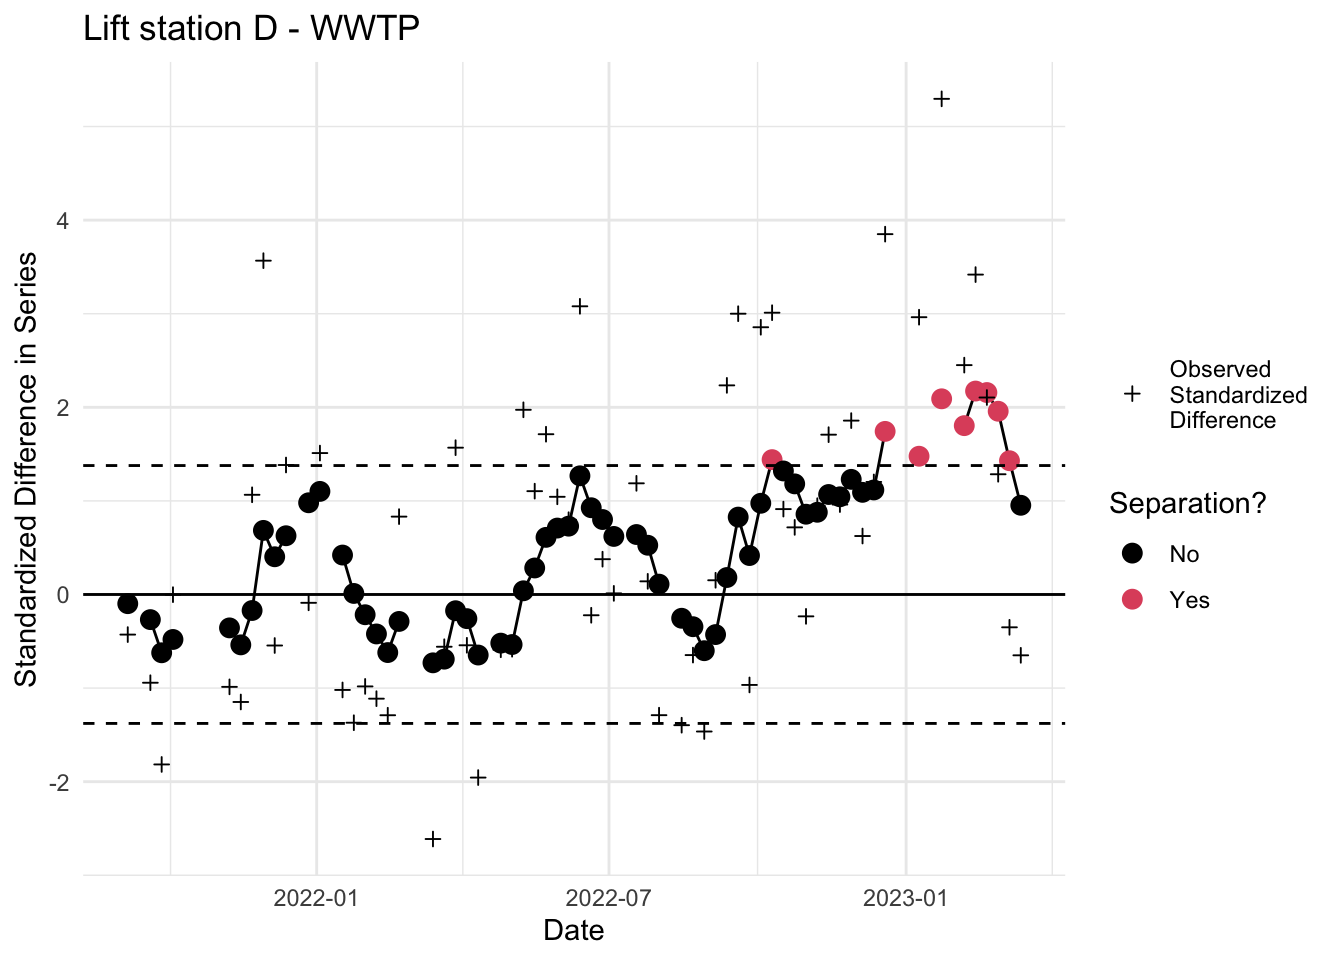 Lift station D - WWTP
Standardized Difference in Series
4
2
0
-2
2022-01
2022-07
2023-01
Date
Observed
Standardized
Difference
Separation?
No
Yes